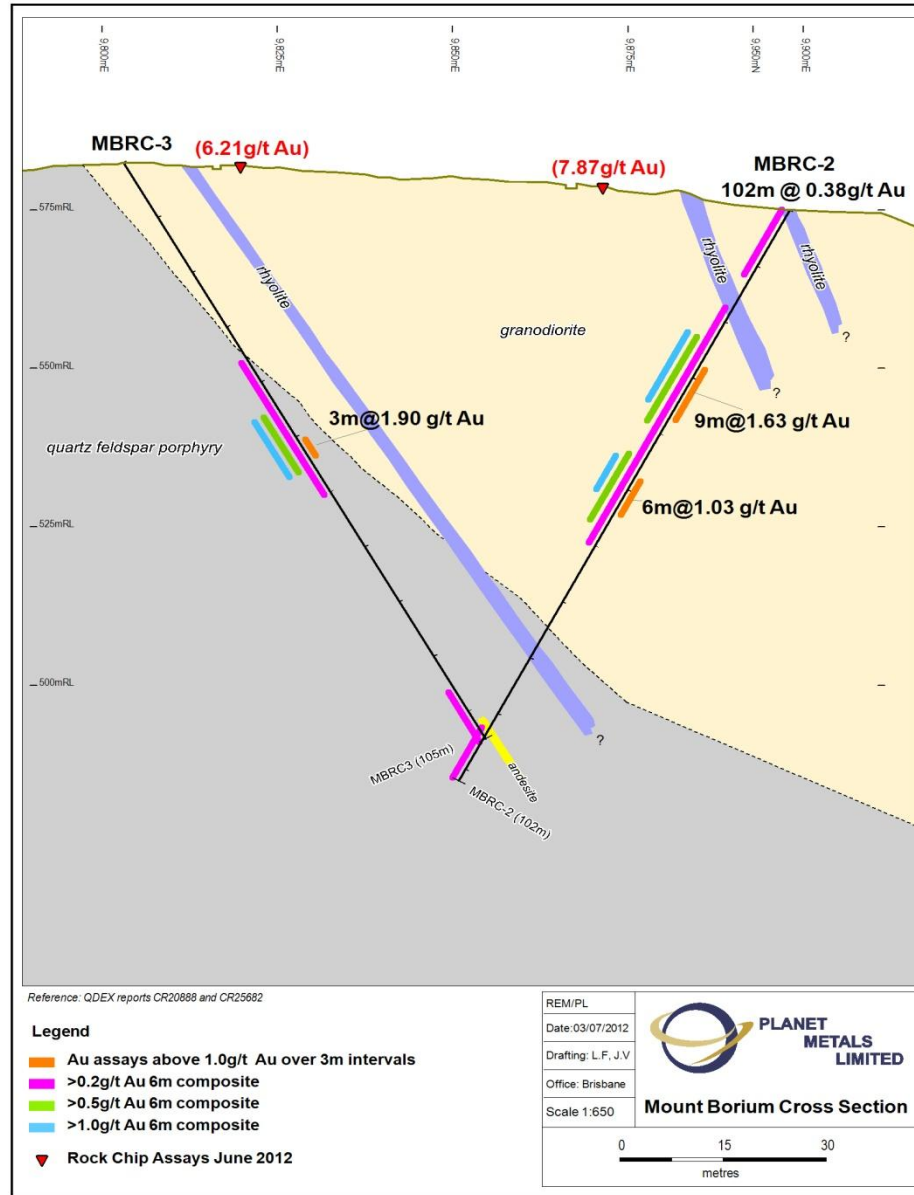 9,800mE
9,825mE
9,850mE
9,875mE
9,950mN
9,900mE
MBRC-3
(6.21g/t Au)
(7.87g/t Au)
MBRC-2
102m @ 0.38g/t Au
575mRL
rhyolite
rhyolite
rhyolite
granodiorite
?
550mRL
?
3m@1.90 g/t Au
9m@1.63 g/t Au
quartz feldspar porphyry
6m@1.03 g/t Au
525mRL
500mRL
?
MBRC3 (105m)
andesite
MBRC-2 (102m)
Reference: QDEX reports CR20888 and CR25682
Legend
Au assays above 1.0g/t Au over 3m intervals
>0.2g/t Au 6m composite
>0.5g/t Au 6m composite
>1.0g/t Au 6m composite
Rock Chip Assays June 2012
REM/PL
Date:03/07/2012
Drafting: L.F, J.V
Office: Brisbane
Scale 1:650
PLANET
METALS
LIMITED
Mount Borium Cross Section
0 15 30
metres